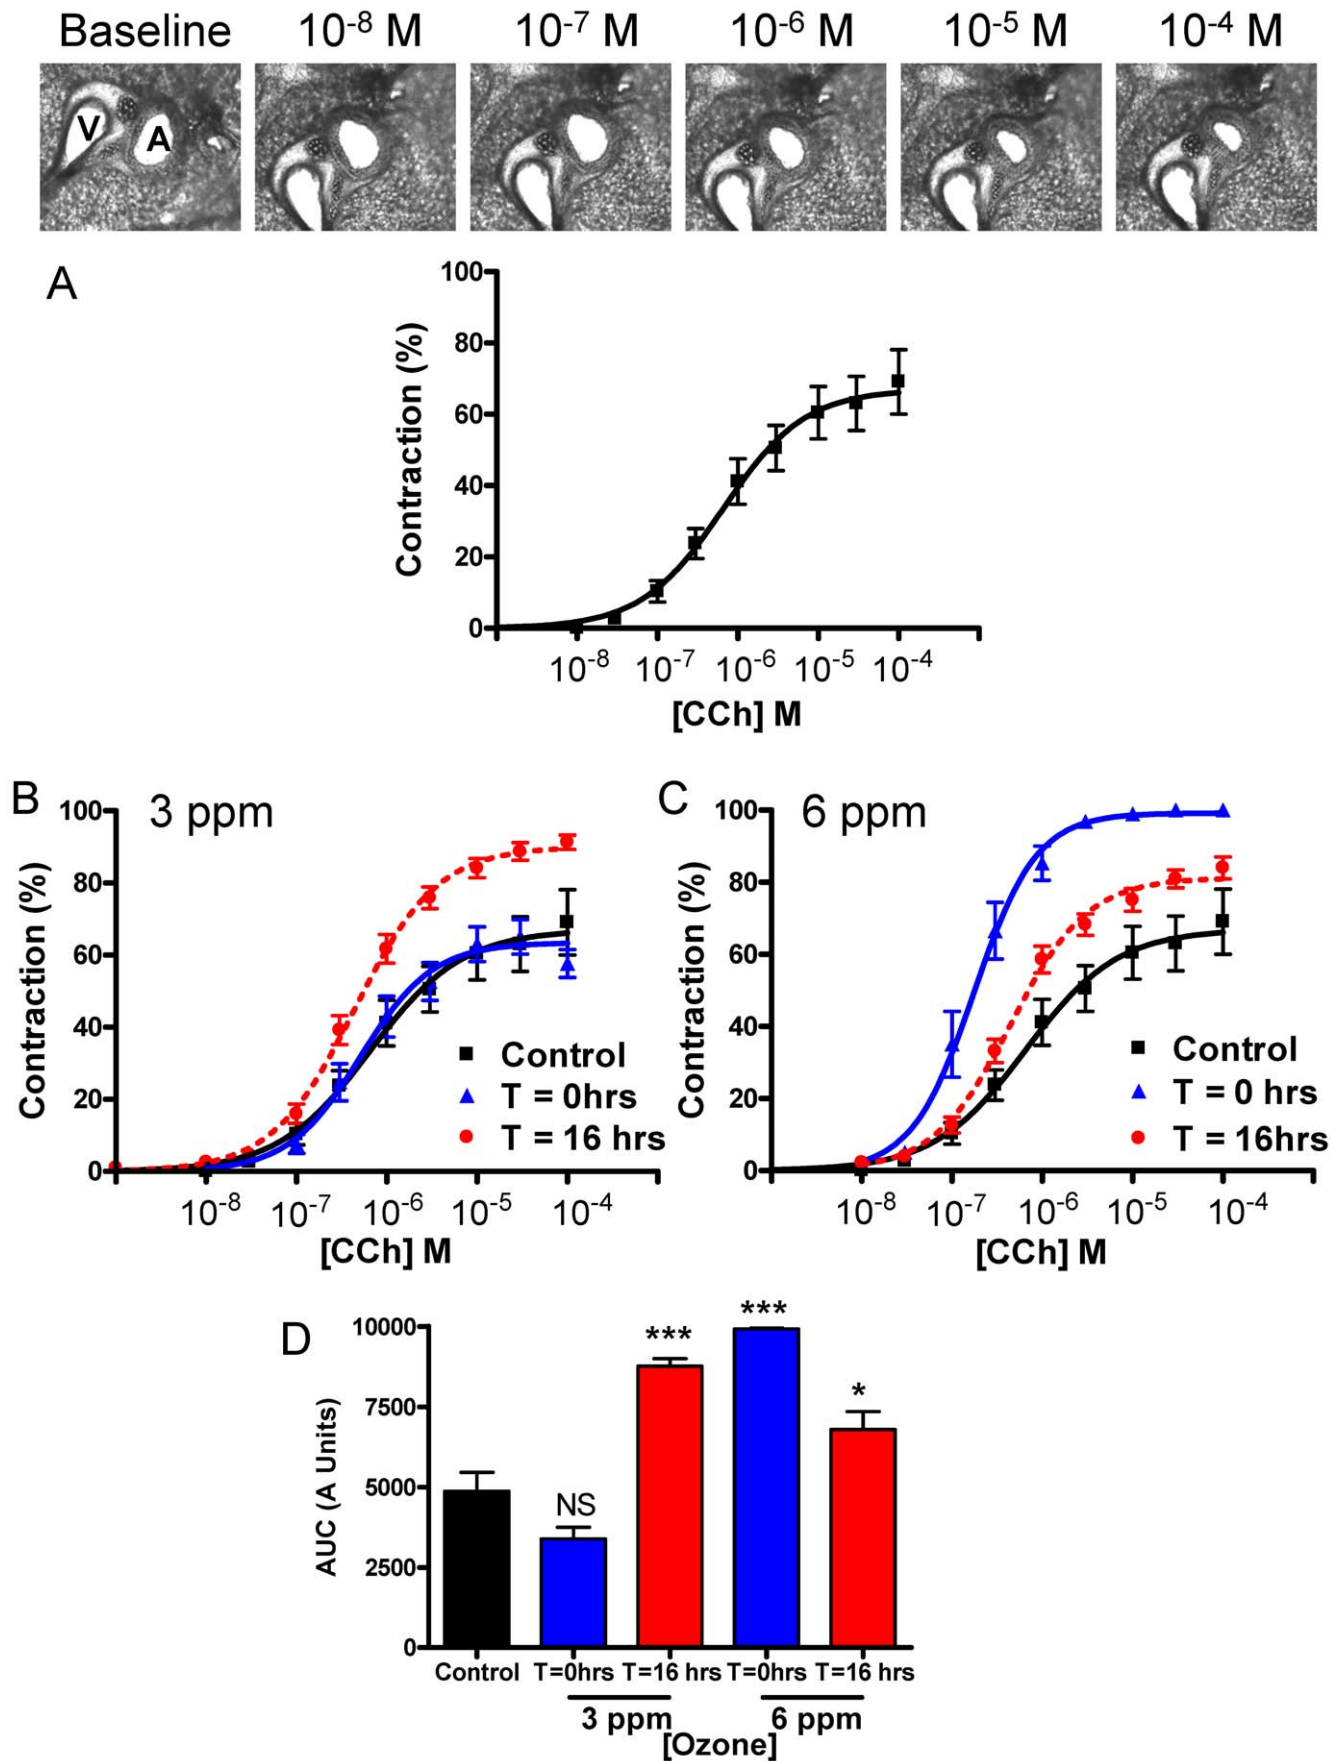 Baseline 10-8 M 10-7 M 10-6 M 10-5 M 10-4 M
V A
A
Contraction (%)
100
80
60
40
20
0
10-8 10-7 10-6 10-5 10-4
[CCh] M
B 3 ppm
Contraction (%)
100
80
60
40
20
0
Control
T = 0hrs
T = 16 hrs
10-8 10-7 10-6 10-5 10-4
[CCh] M
C 6 ppm
Contraction (%)
100
80
60
40
20
0
Control
T = 0 hrs
T = 16hrs
10-8 10-7 10-6 10-5 10-4
[CCh] M
D
AUC (A Units)
10000
7500
5000
2500
0
NS
***
***
*
Control T=0hrs T=16 hrs T=0hrs T=16 hrs
3 ppm 6 ppm
[Ozone]